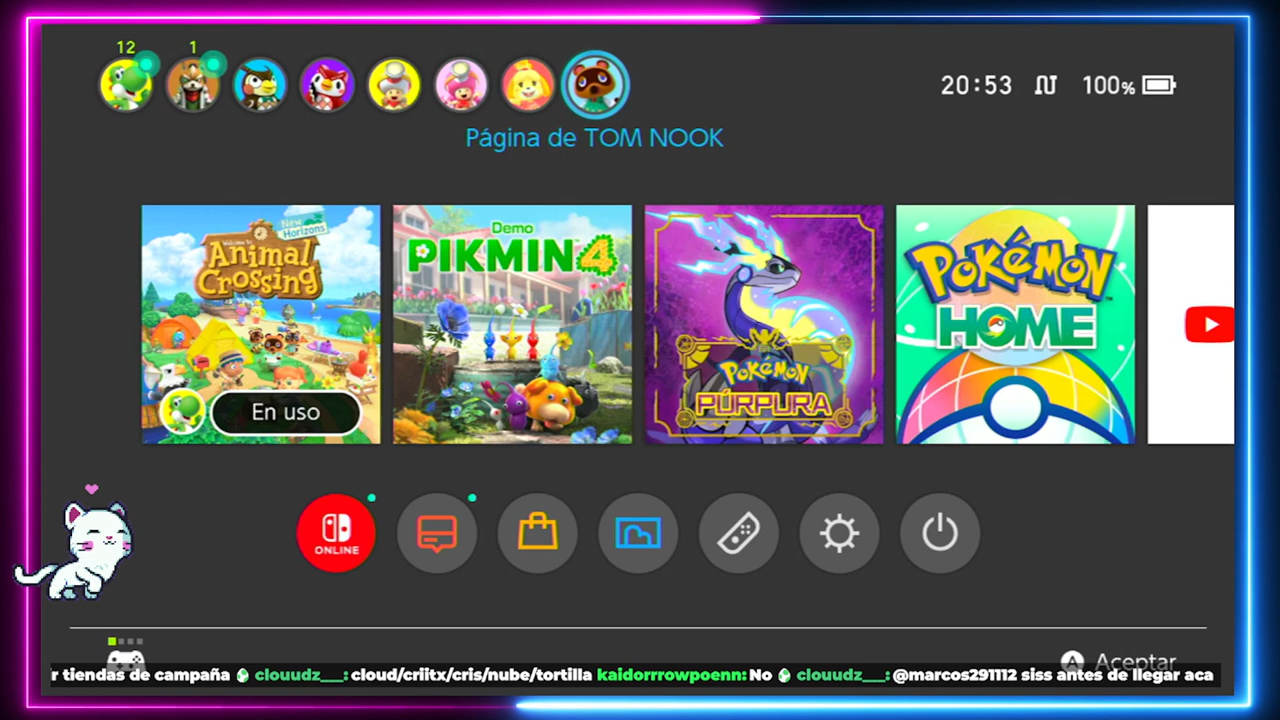 12 1
20:53 100%
Página de TOM NOOK
Welcome to
Animal
Crossing
New
Horizons
En uso
Demo
PIKMIN 4
POKÉMON
PÚRPURA
POKÉMON
HOME
ONLINE
A Aceptar
r tiendas de campaña clouudz___: cloud/criitx/cris/nube/tortilla kaidorrrowpoenn: No clouudz___: @marcos291112 siss antes de llegar aca